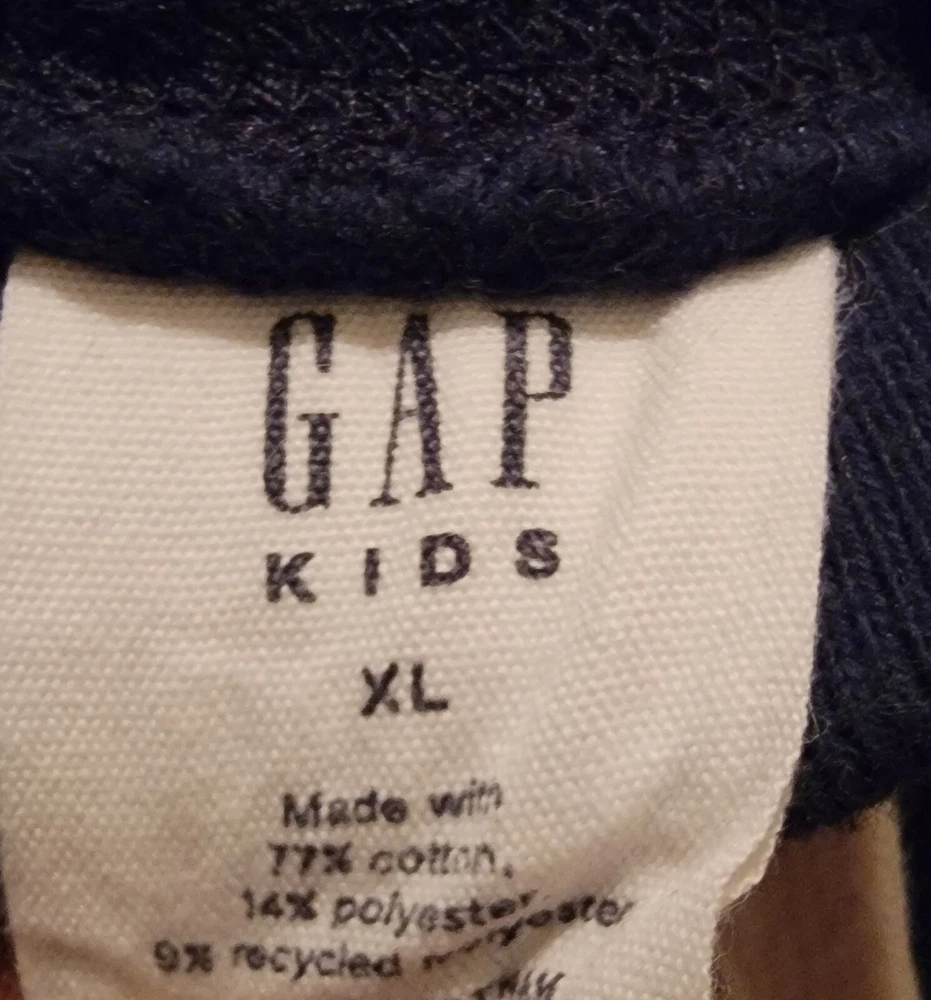 GAP
KIDS
XL
Made with
77% cotton,
14% polyester
9% recycled